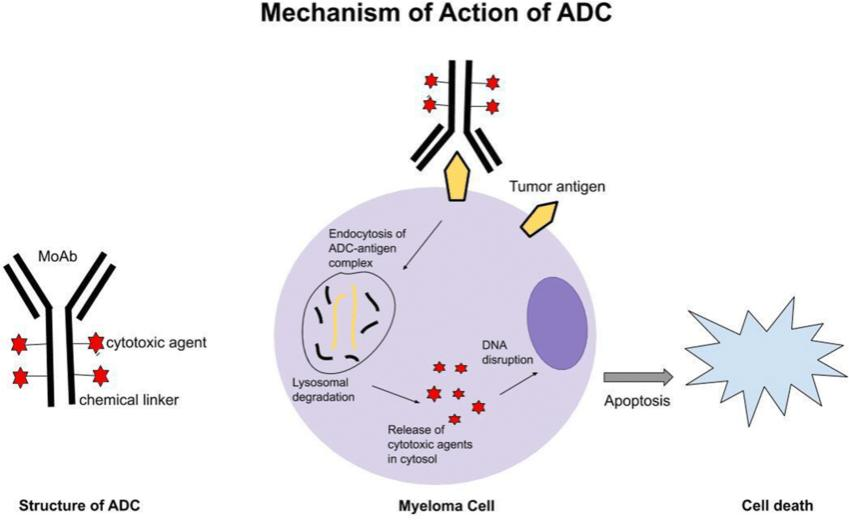 Mechanism of Action of ADC
Tumor antigen
Endocytosis of
ADC-antigen
complex
MoAb
cytotoxic agent
chemical linker
DNA
disruption
Lysosomal
degradation
Release of
cytotoxic agents
in cytosol
Apoptosis
Structure of ADC
Myeloma Cell
Cell death